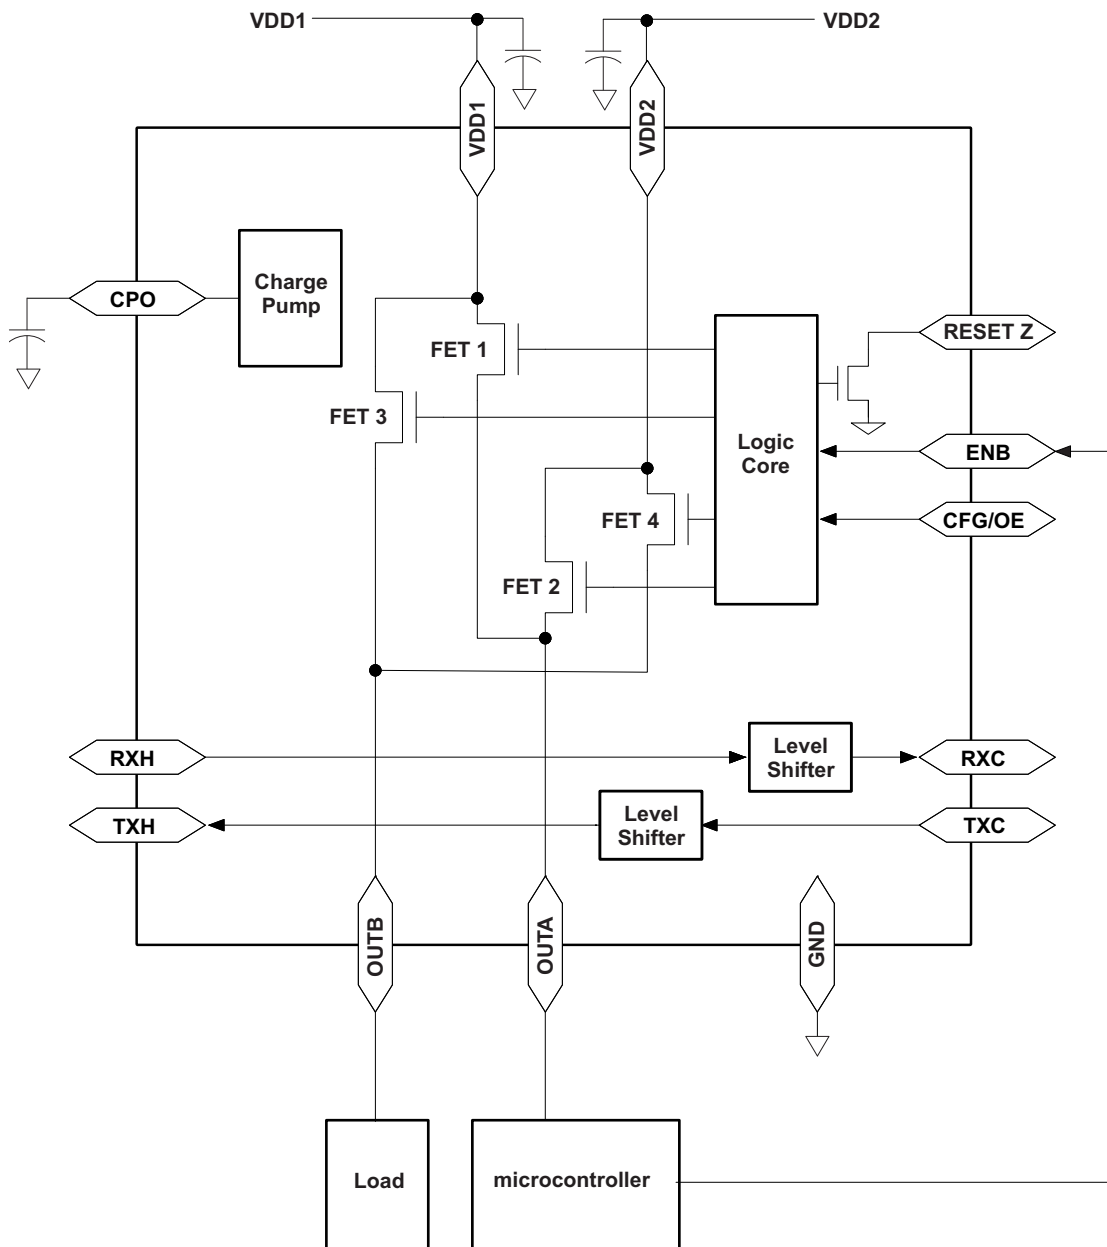 VDD1
VDD2
VDD1
VDD2
Charge
Pump
CPO
RESET Z
FET 1
FET 3
Logic
Core
ENB
FET 4
CFG/OE
FET 2
RXH
Level
Shifter
RXC
TXH
Level
Shifter
TXC
OUTB
OUTA
GND
Load
microcontroller